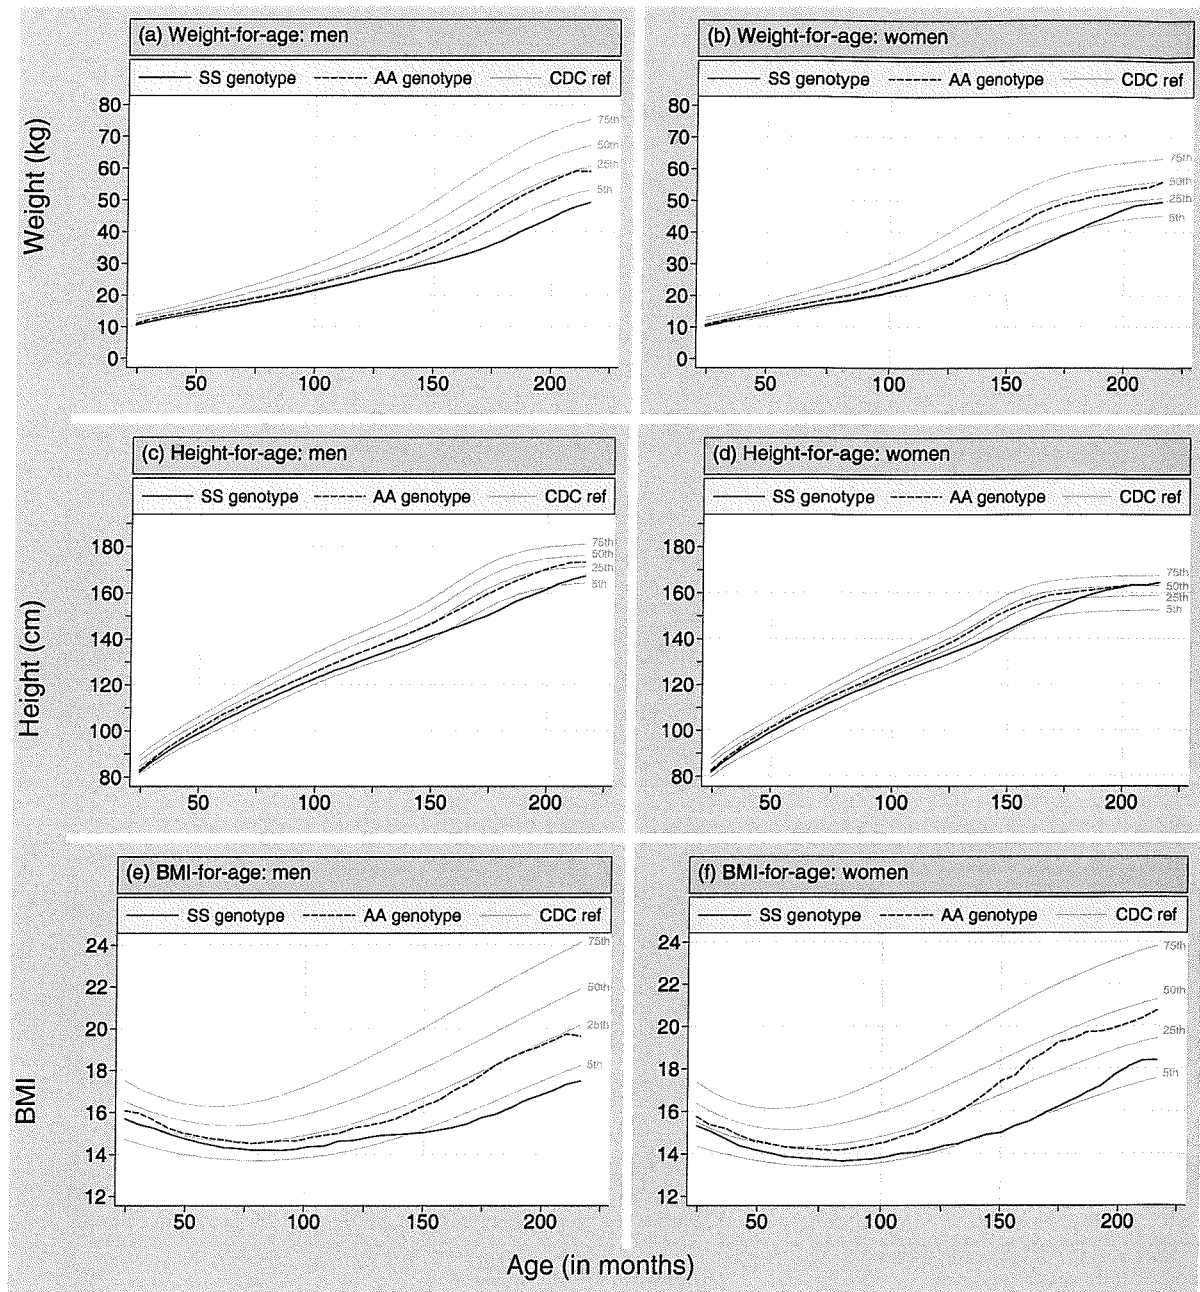 (a) Weight-for-age: men
SS genotype AA genotype CDC ref
Weight (kg)
80
70
60
50
40
30
20
10
0
75th
50th
25th
5th
50 100 150 200
(b) Weight-for-age: women
SS genotype AA genotype CDC ref
80
70
60
50
40
30
20
10
0
75th
50th
25th
5th
50 100 150 200
(c) Height-for-age: men
SS genotype AA genotype CDC ref
Height (cm)
180
160
140
120
100
80
75th
50th
25th
5th
50 100 150 200
(d) Height-for-age: women
SS genotype AA genotype CDC ref
180
160
140
120
100
80
75th
50th
25th
5th
50 100 150 200
(e) BMI-for-age: men
SS genotype AA genotype CDC ref
BMI
24
22
20
18
16
14
12
75th
50th
25th
5th
50 100 150 200
(f) BMI-for-age: women
SS genotype AA genotype CDC ref
24
22
20
18
16
14
12
75th
50th
25th
5th
50 100 150 200
Age (in months)